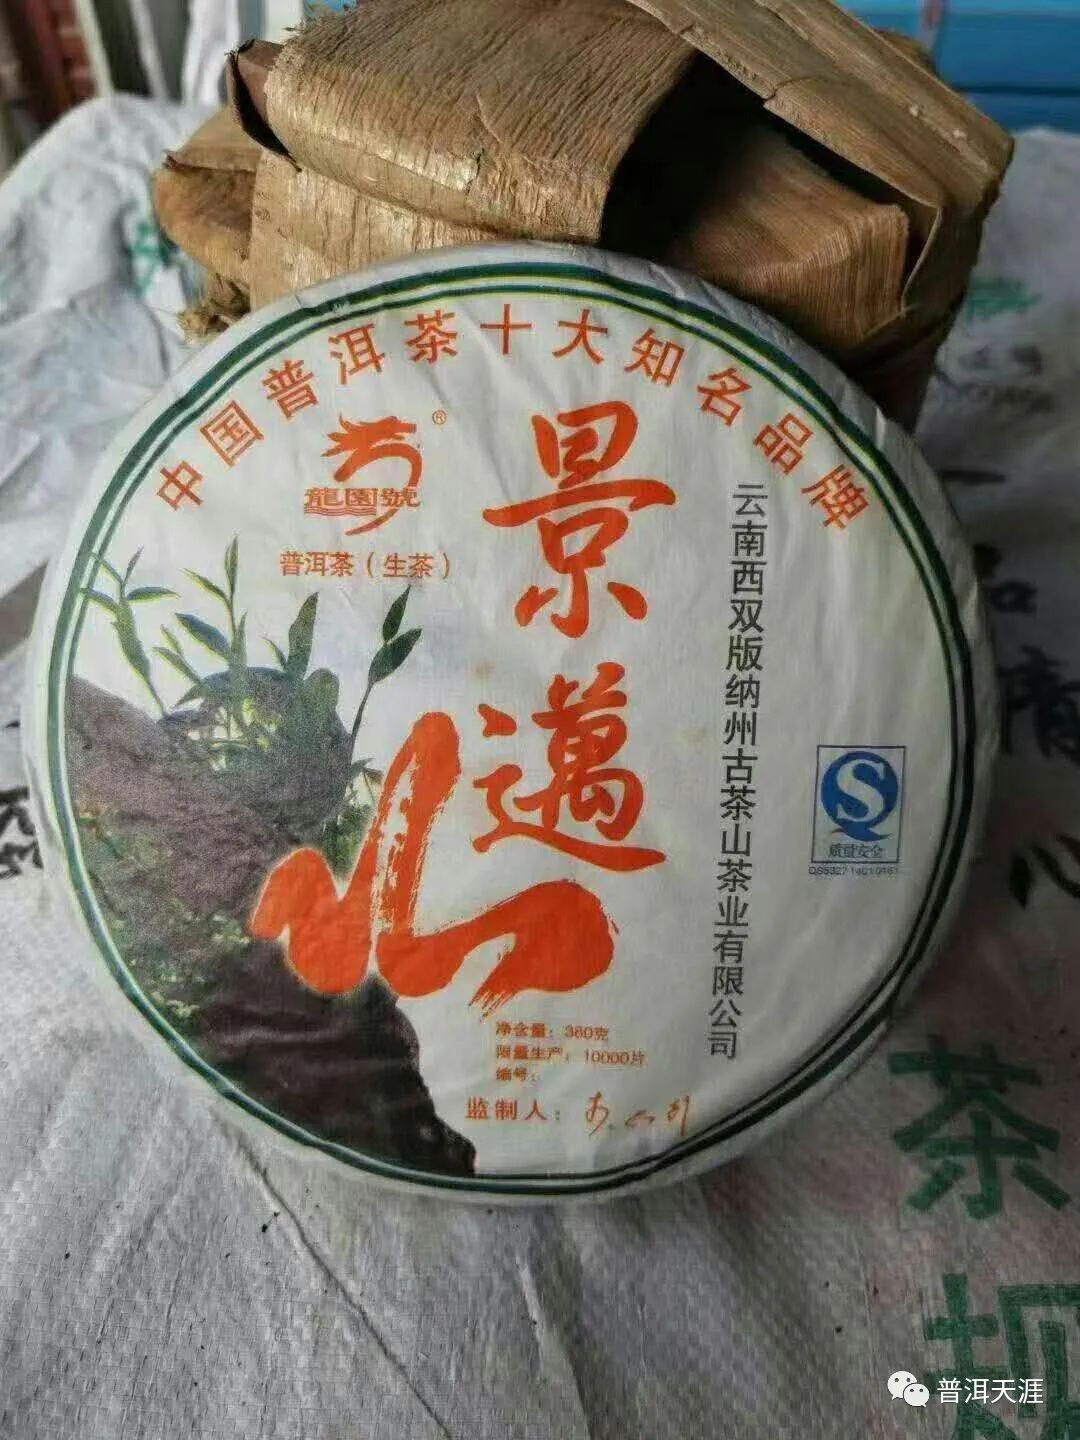 中国普洱茶十大知名品牌
®
龍園號
普洱茶（生茶）
景邁山
云南西双版纳州古茶山茶业有限公司
质量安全
净含量：380克
限量生产：10000片
编号：
监制人：
茶
普洱天涯